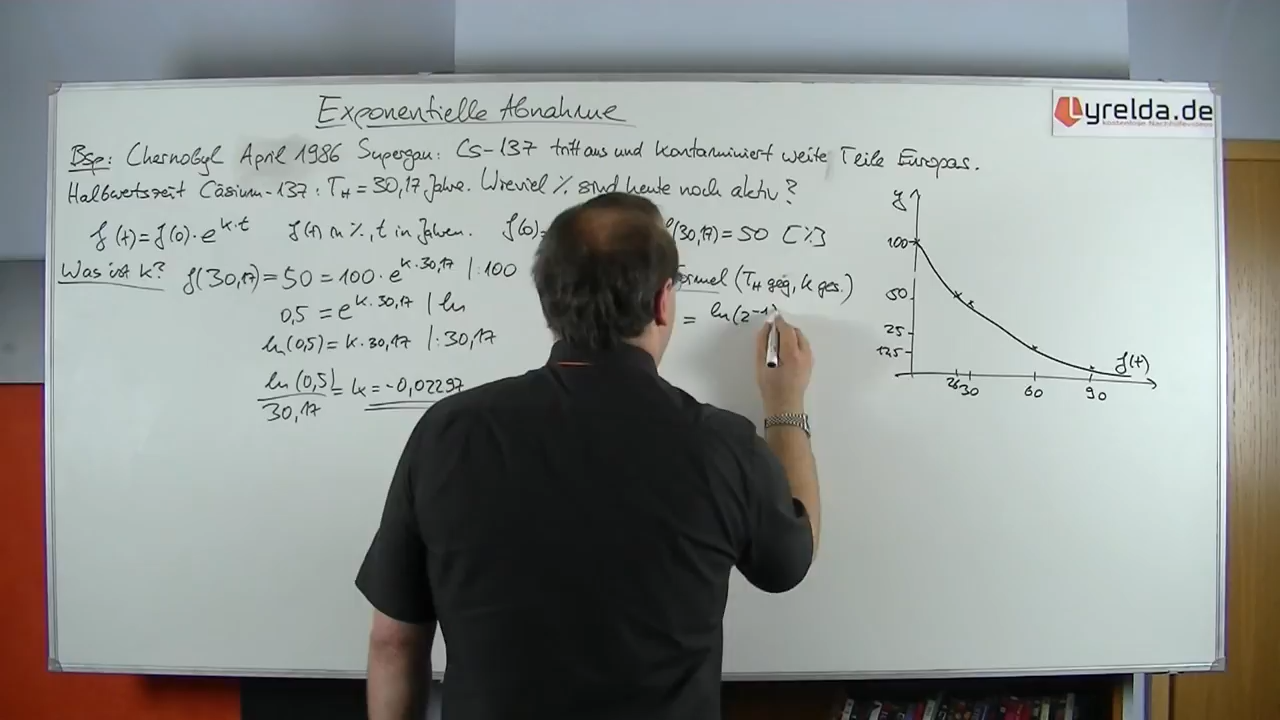 Exponentielle Abnahme
Lyrelda.de
kostenlose Nachhilfevideos
Bsp: Chernobyl April 1986 Supergau: Cs-137 tritt aus und kontaminiert weite Teile Europas.
Halbwertszeit Cäsium-137: T_H = 30,17 Jahre. Wieviel % sind heute noch aktiv?
f(t) = f(0) · e^{k·t} f(t) in %, t in Jahren. f(0)= f(30,17) = 50 [%]
Was ist k? f(30,17) = 50 = 100 · e^{k·30,17} |:100
Formel (T_H geg, k ges.)
0,5 = e^{k·30,17} | ln
= ln(2^{-1})
ln(0,5) = k·30,17 |:30,17
ln(0,5)/30,17 = k = -0,02297
y
100
50
25
12,5
f(t)
26 30 60 90